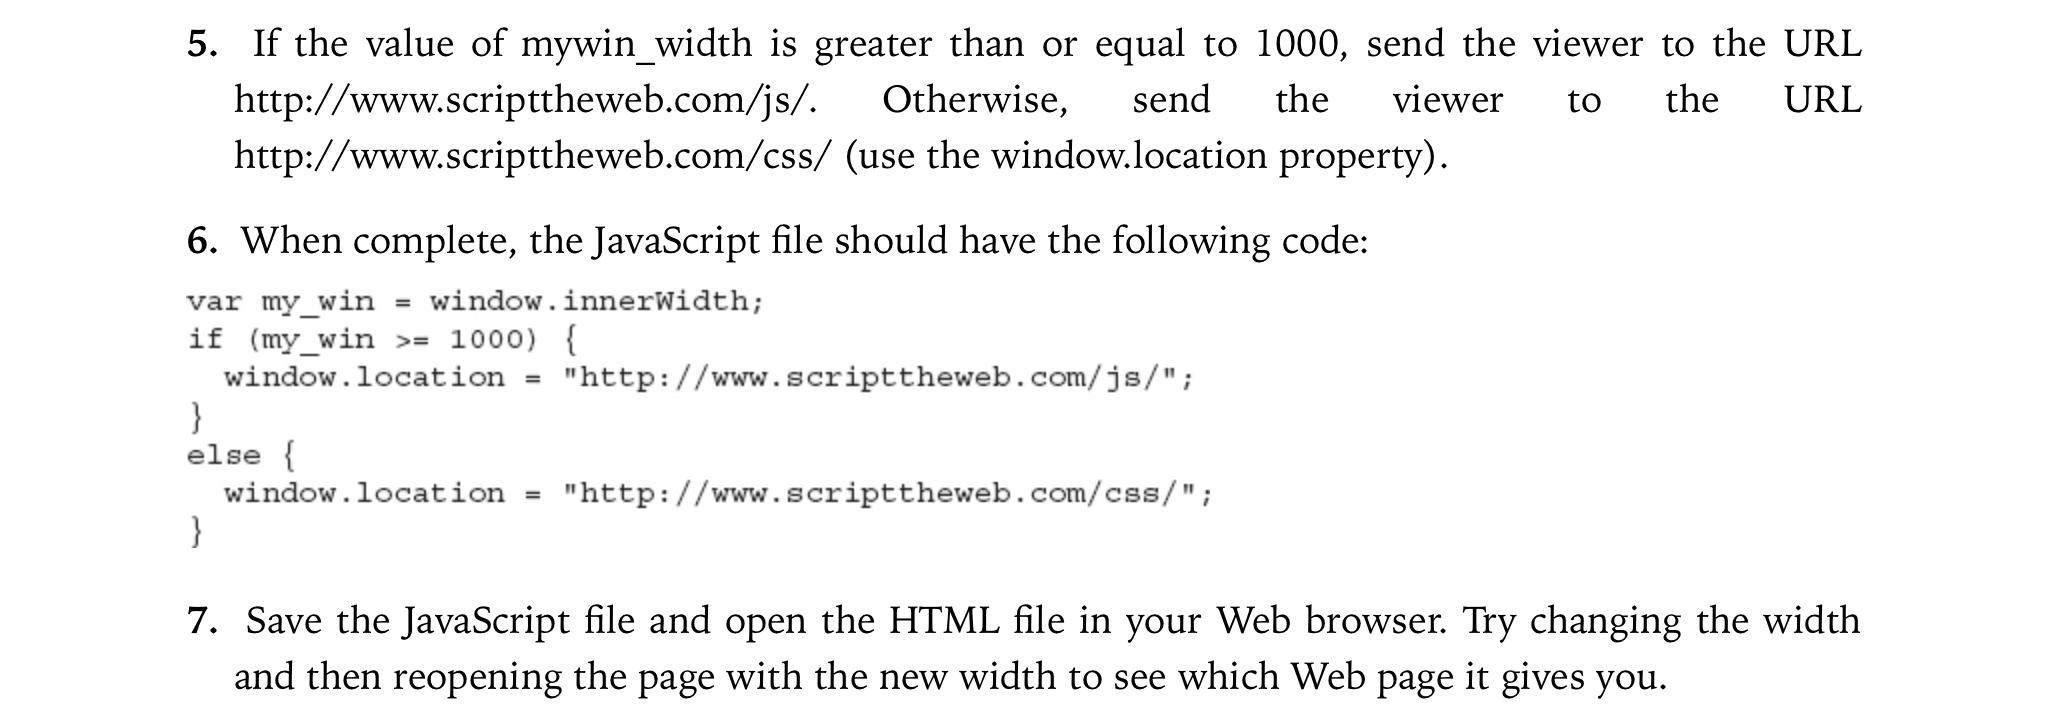 5. If the value of mywin_width is greater than or equal to 1000, send the viewer to the URL
http://www.scripttheweb.com/js/. Otherwise, send the viewer to the URL
http://www.scripttheweb.com/css/ (use the window.location property).
6. When complete, the JavaScript file should have the following code:
var my_win = window.innerWidth;
if (my_win >= 1000) {
  window.location = "http://www.scripttheweb.com/js/";
}
else {
  window.location = "http://www.scripttheweb.com/css/";
}
7. Save the JavaScript file and open the HTML file in your Web browser. Try changing the width
and then reopening the page with the new width to see which Web page it gives you.